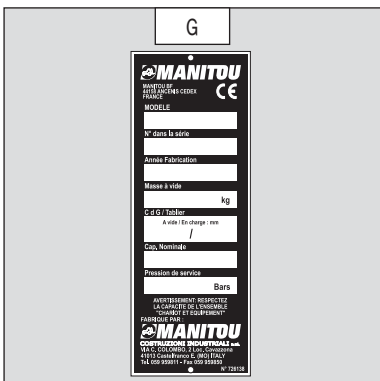 G
MANITOU
MANITOU BF
44150 ANCENIS CEDEX
FRANCE
CE
MODELE
N° dans la série
Année Fabrication
Masse à vide
kg
C d G / Tablier
A vide / En charge : mm
/
Cap, Nominale
Pression de service
Bars
AVERTISSEMENT: RESPECTEZ
LA CAPACITE DE L'ENSEMBLE
"CHARIOT ET EQUIPEMENT"
FABRIQUE PAR :
MANITOU
COSTRUZIONI INDUSTRIALI s.r.l.
VIA C, COLOMBO, 2 Loc, Cavazzona
41013 Castelfranco E. (MO) ITALY
Tel. 059 959811 - Fax 059 959850
N° 726138